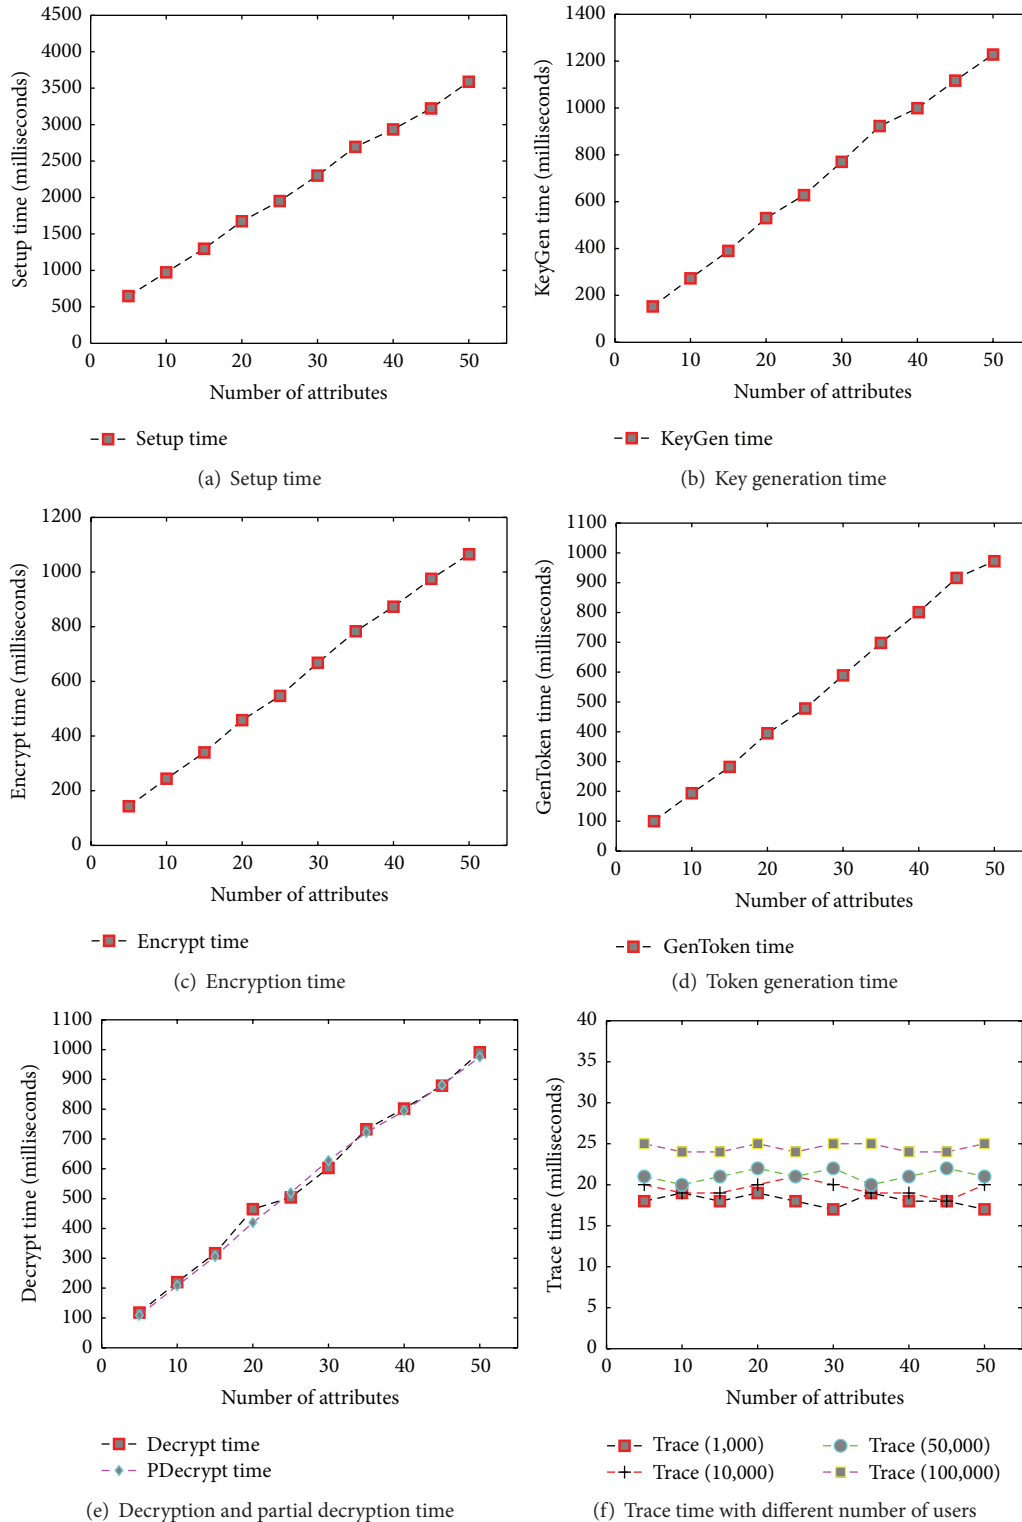 4500
4000
3500
3000
2500
2000
1500
1000
500
0
Setup time (milliseconds)
0 10 20 30 40 50
Number of attributes
Setup time
(a) Setup time
1400
1200
1000
800
600
400
200
0
KeyGen time (milliseconds)
0 10 20 30 40 50
Number of attributes
KeyGen time
(b) Key generation time
1200
1000
800
600
400
200
0
Encrypt time (milliseconds)
0 10 20 30 40 50
Number of attributes
Encrypt time
(c) Encryption time
1100
1000
900
800
700
600
500
400
300
200
100
0
GenToken time (milliseconds)
0 10 20 30 40 50
Number of attributes
GenToken time
(d) Token generation time
1100
1000
900
800
700
600
500
400
300
200
100
0
Decrypt time (milliseconds)
0 10 20 30 40 50
Number of attributes
Decrypt time
PDecrypt time
(e) Decryption and partial decryption time
40
35
30
25
20
15
10
5
0
Trace time (milliseconds)
0 10 20 30 40 50
Number of attributes
Trace (1,000)
Trace (10,000)
Trace (50,000)
Trace (100,000)
(f) Trace time with different number of users